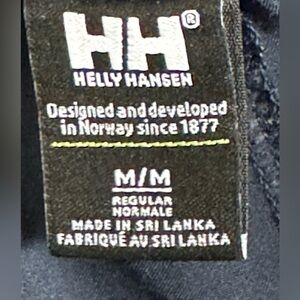 HH®
HELLY HANSEN
Designed and developed
in Norway since 1877
M/M
REGULAR
NORMALE
MADE IN SRI LANKA
FABRIQUÉ AU SRI LANKA